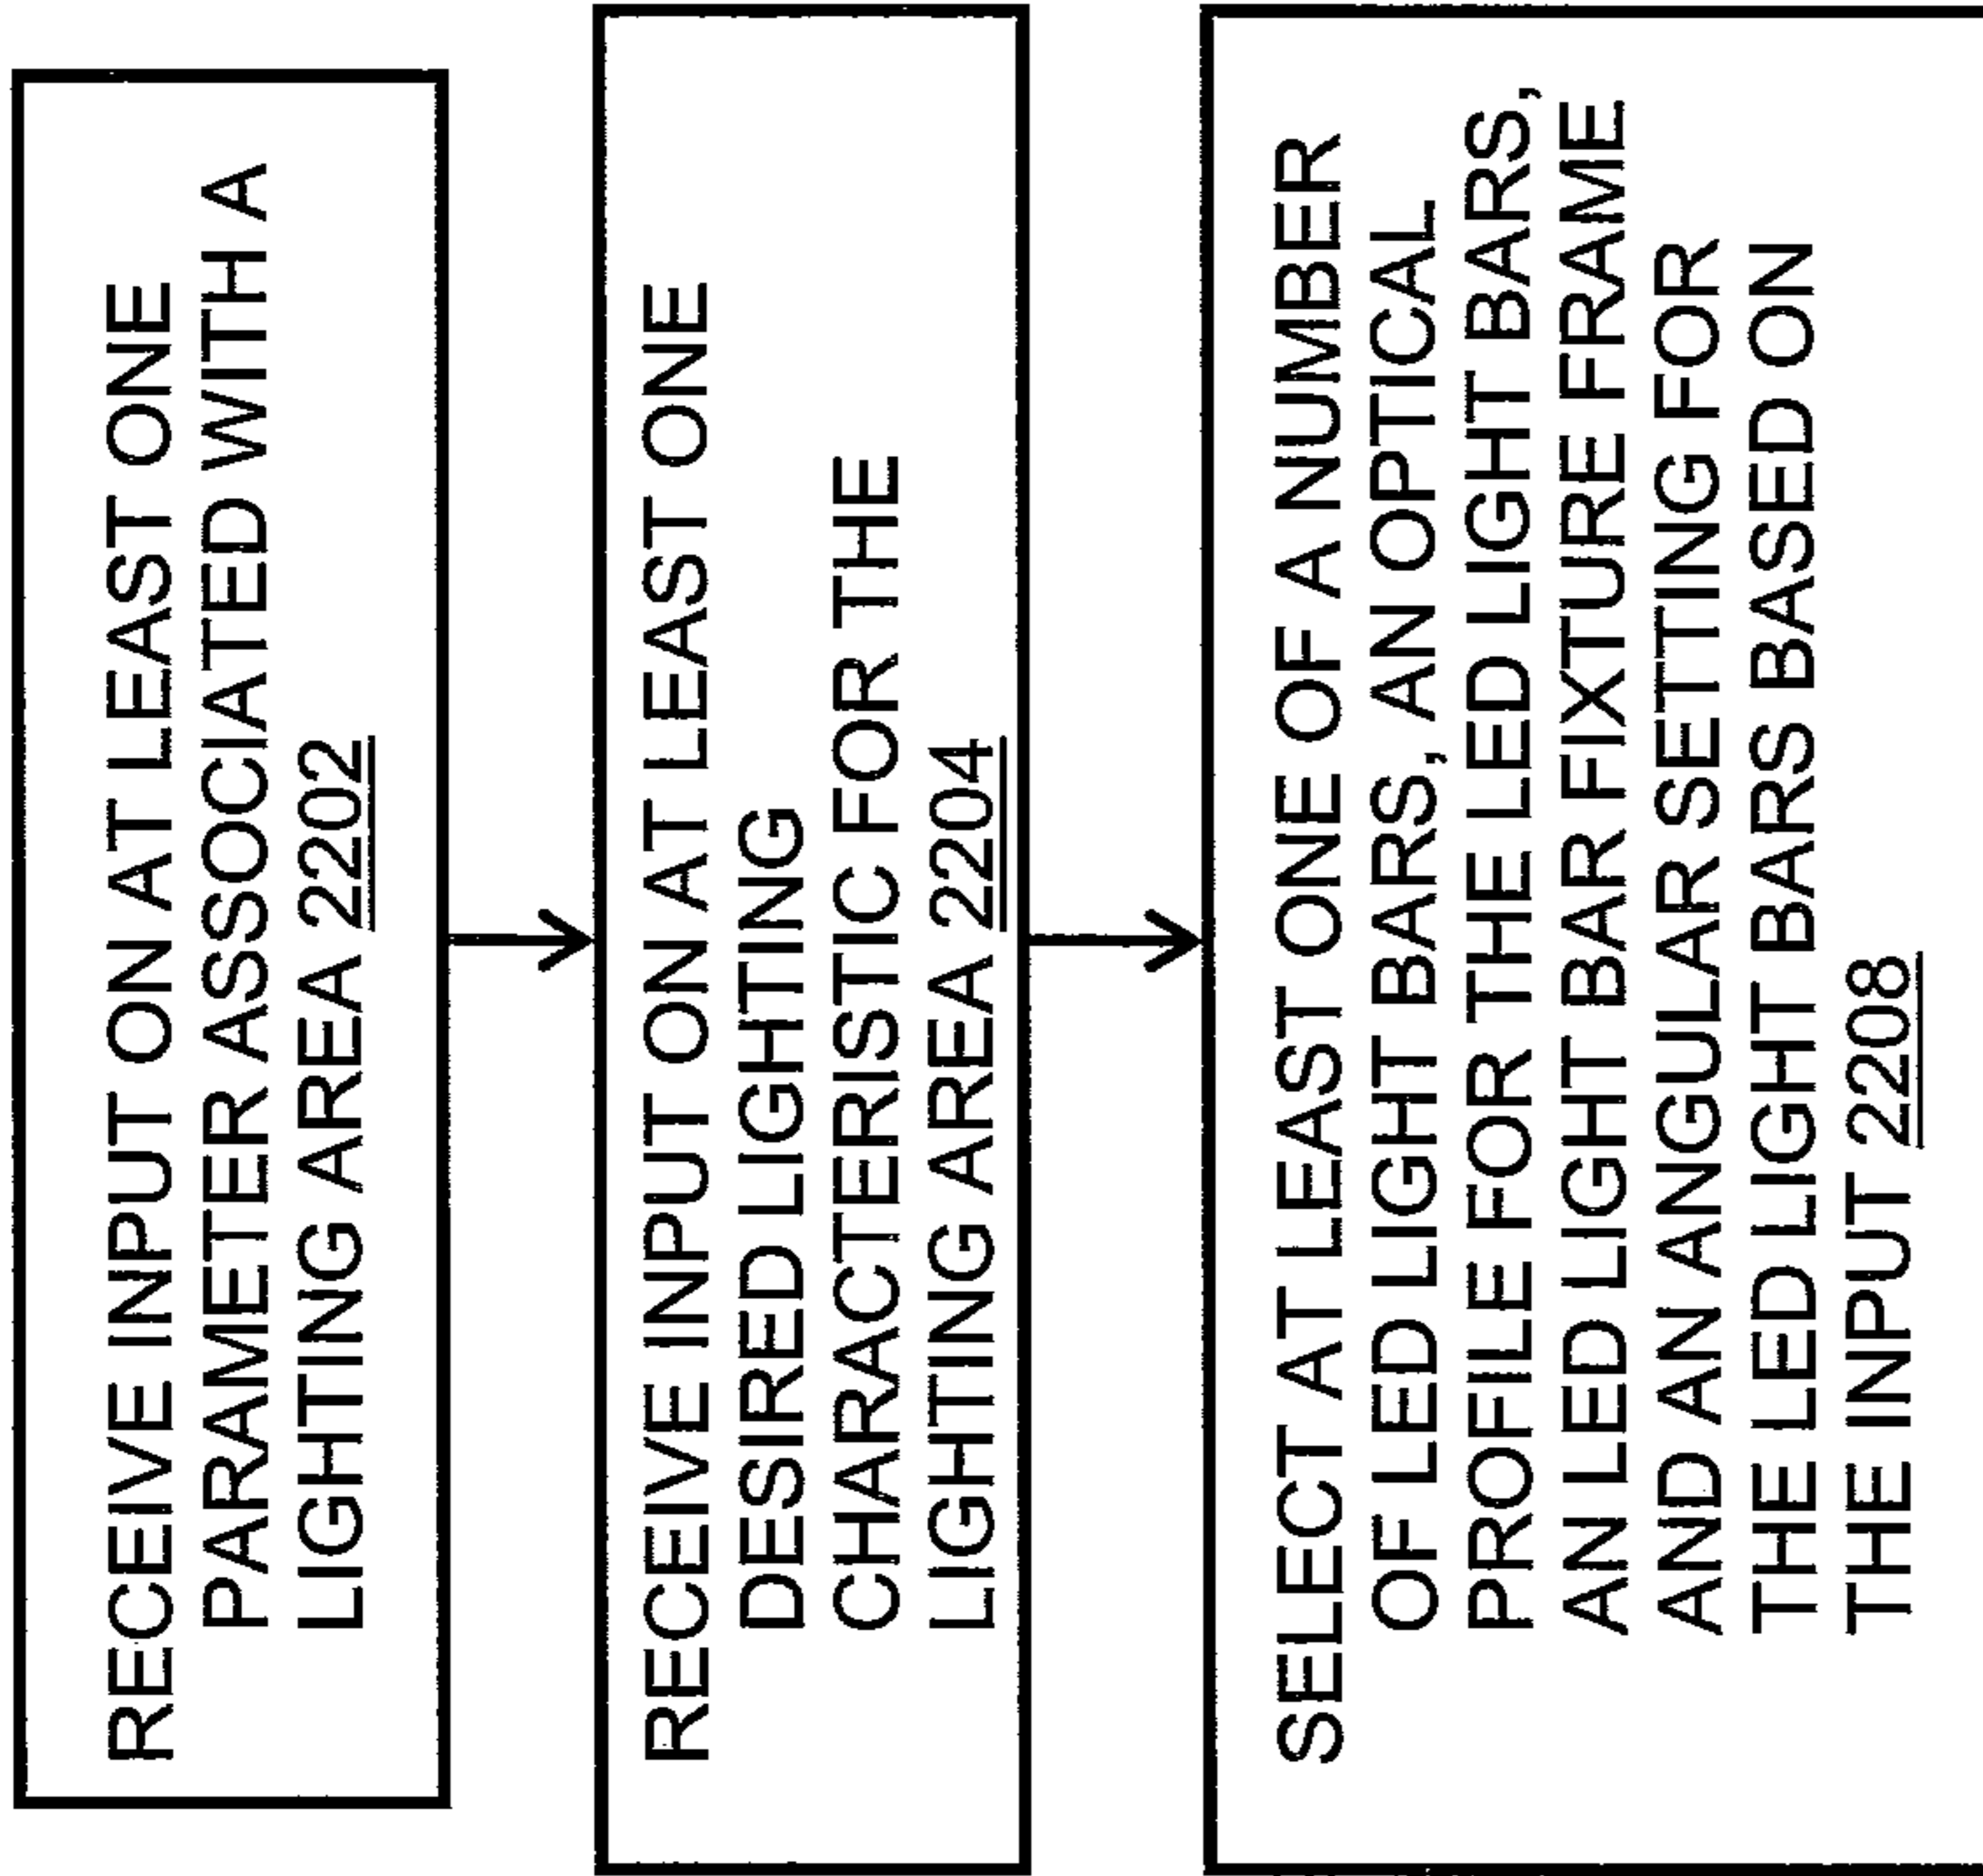 RECEIVE INPUT ON AT LEAST ONE
PARAMETER ASSOCIATED WITH A
LIGHTING AREA 2202
RECEIVE INPUT ON AT LEAST ONE
DESIRED LIGHTING
CHARACTERISTIC FOR THE
LIGHTING AREA 2204
SELECT AT LEAST ONE OF A NUMBER
OF LED LIGHT BARS, AN OPTICAL
PROFILE FOR THE LED LIGHT BARS,
AN LED LIGHT BAR FIXTURE FRAME
AND AN ANGULAR SETTING FOR
THE LED LIGHT BARS BASED ON
THE INPUT 2208